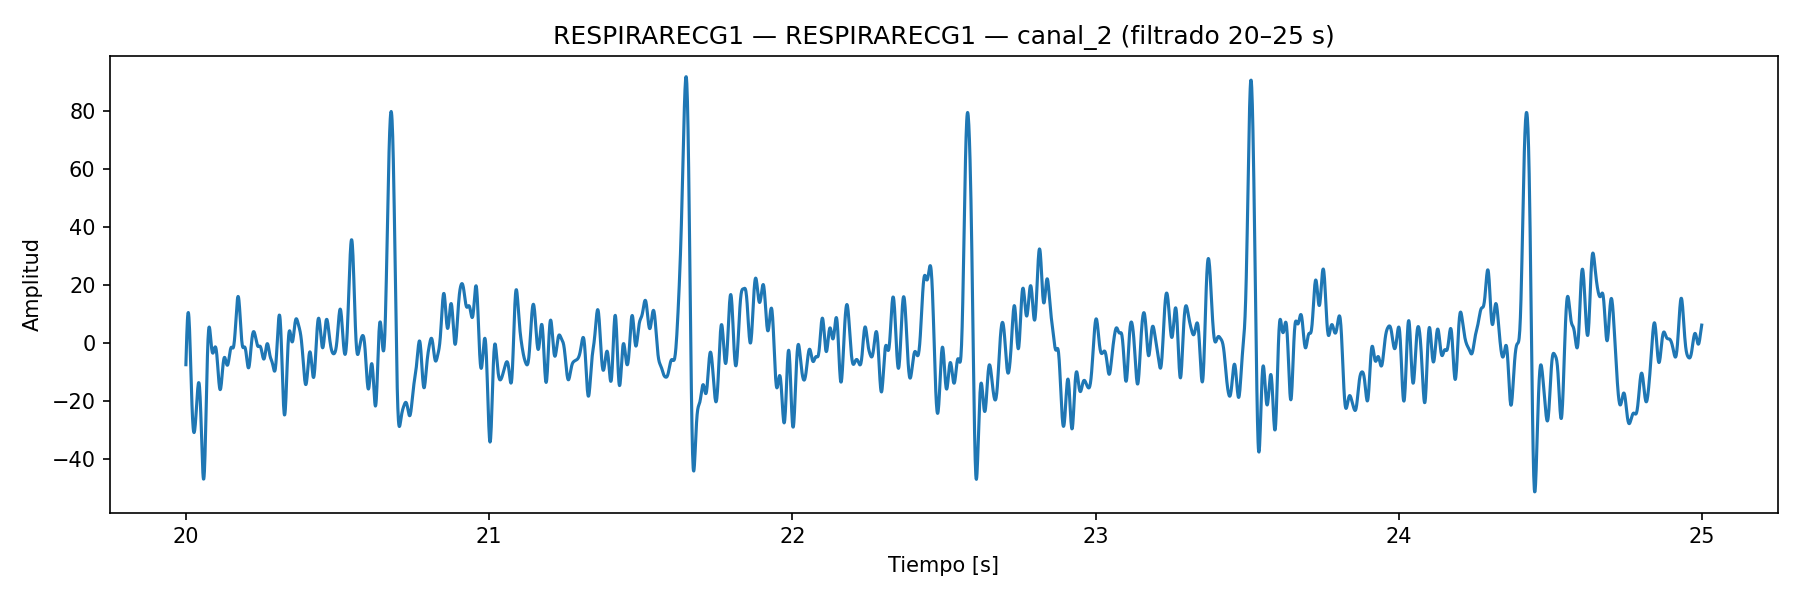 RESPIRARECG1 — RESPIRARECG1 — canal_2 (filtrado 20–25 s)
Amplitud
80
60
40
20
0
−20
−40
20 21 22 23 24 25
Tiempo [s]